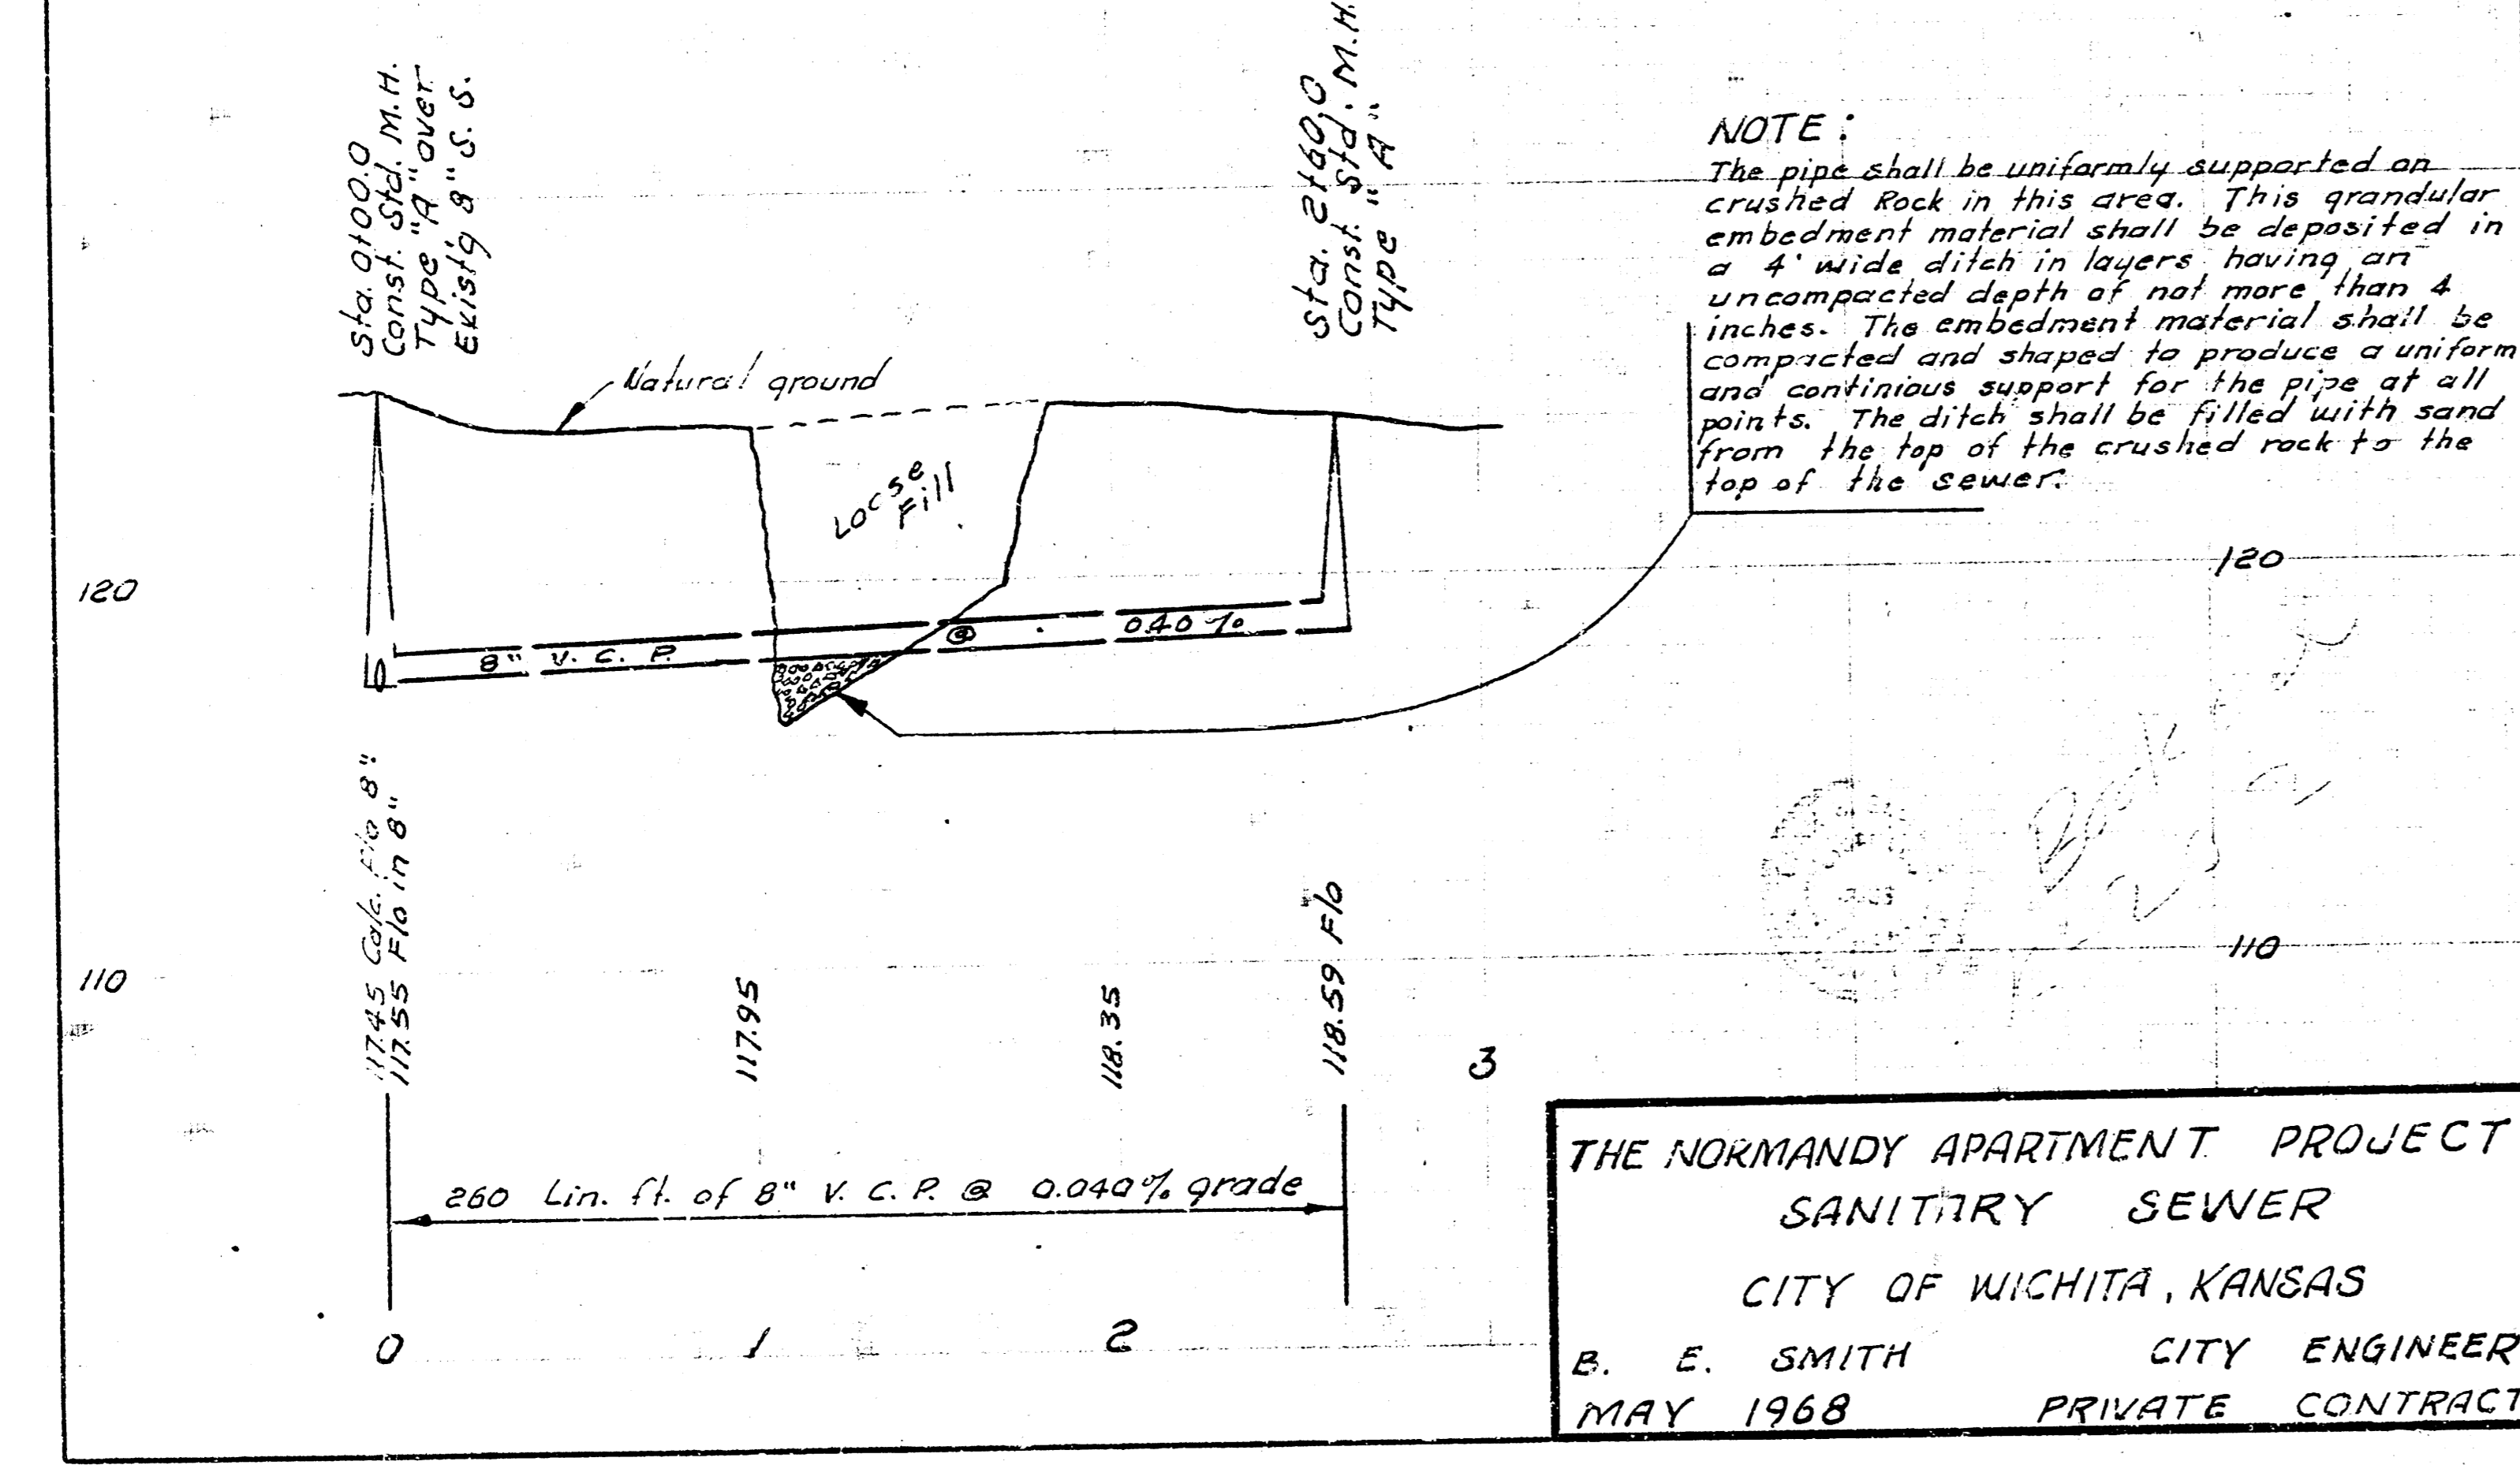 Sta. 0+00.0
Const. Std. M.H.
Type "A" over
Exist'g 8" S. S.
Sta. 2+60.0
Const. Std. M.H.
Type "A"
NOTE:
The pipe shall be uniformly supported on
crushed Rock in this area. This grandular
embedment material shall be deposited in
a 4' wide ditch in layers having an
uncompacted depth of not more than 4
inches. The embedment material shall be
compacted and shaped to produce a uniform
and continious support for the pipe at all
points. The ditch shall be filled with sand
from the top of the crushed rock to the
top of the sewer.
Natural ground
Loose
Fill
120
120
8" V. C. P. @ 0.40 %
110
110
117.45 Calc. Flo 8"
117.55 Flo in 8"
117.95
118.35
118.59 Flo
3
260 Lin. ft. of 8" V. C. P. @ 0.040% grade
0 1 2
THE NORMANDY APARTMENT PROJECT
SANITARY SEWER
CITY OF WICHITA, KANSAS
B. E. SMITH CITY ENGINEER
MAY 1968 PRIVATE CONTRACT